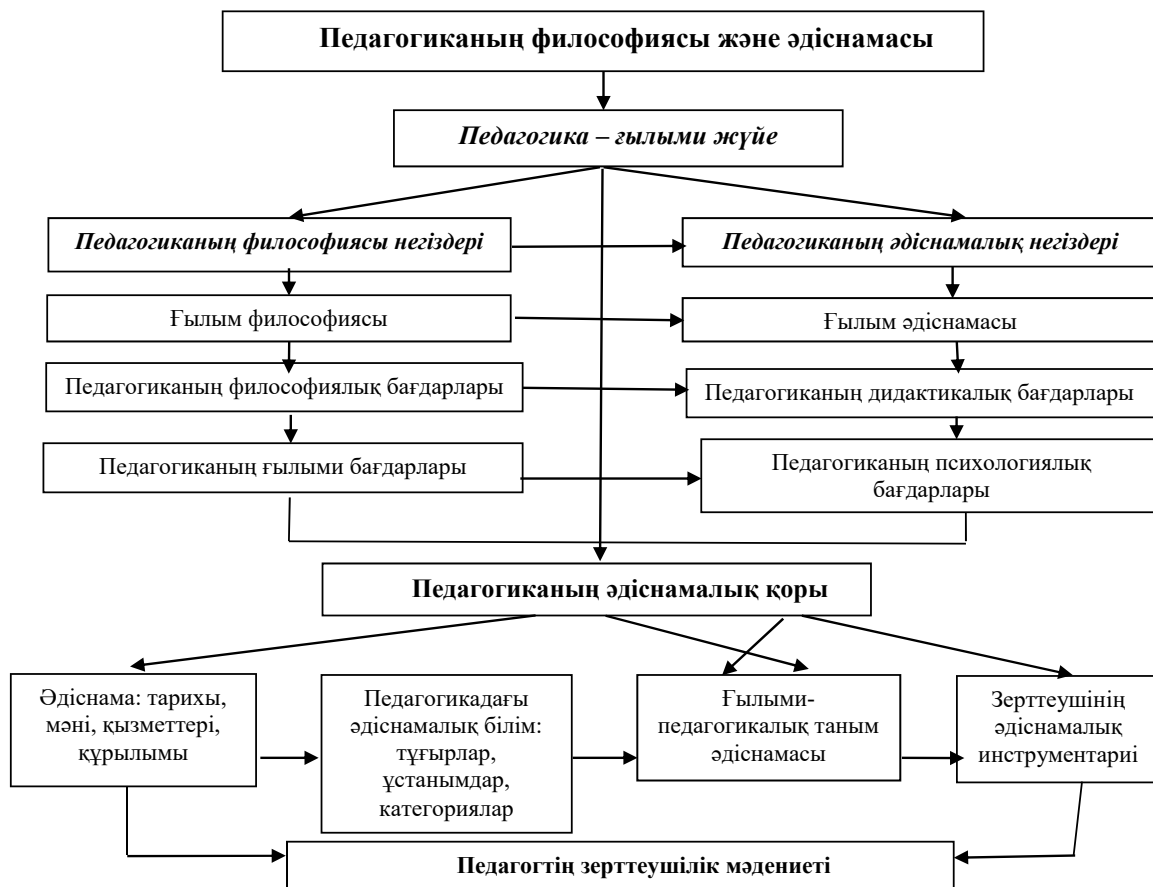 Педагогиканың философиясы және әдіснамасы
Педагогика – ғылыми жүйе
Педагогиканың философиясы негіздері
Педагогиканың әдіснамалық негіздері
Ғылым философиясы
Ғылым әдіснамасы
Педагогиканың философиялық бағдарлары
Педагогиканың дидактикалық бағдарлары
Педагогиканың ғылыми бағдарлары
Педагогиканың психологиялық
бағдарлары
Педагогиканың әдіснамалық қоры
Әдіснама: тарихы,
мәні, қызметтері,
құрылымы
Педагогикадағы
әдіснамалық білім:
тұғырлар,
ұстанымдар,
категориялар
Ғылыми-
педагогикалық таным
әдіснамасы
Зерттеушінің
әдіснамалық
инструментариі
Педагогтің зерттеушілік мәдениеті